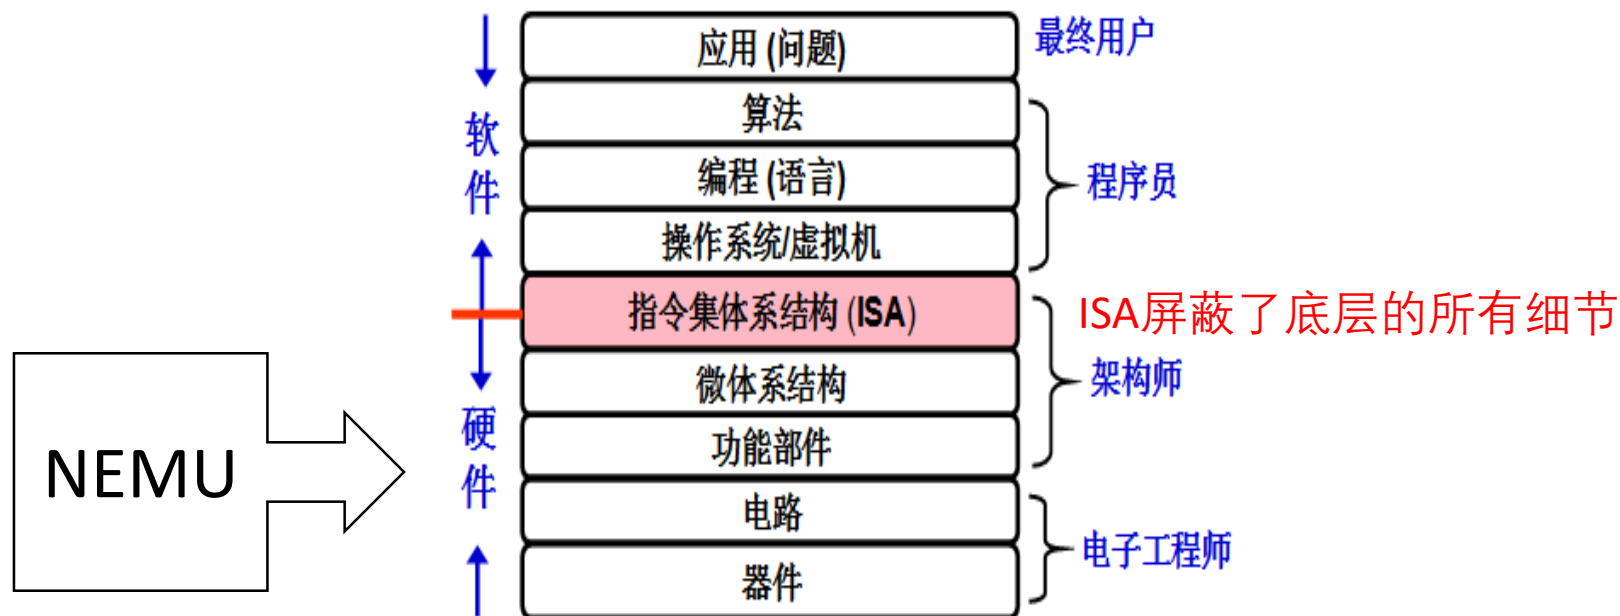 应用 (问题)
最终用户
算法
编程 (语言)
操作系统/虚拟机
程序员
软件
指令集体系结构 (ISA)
ISA屏蔽了底层的所有细节
微体系结构
功能部件
架构师
硬件
NEMU
电路
器件
电子工程师